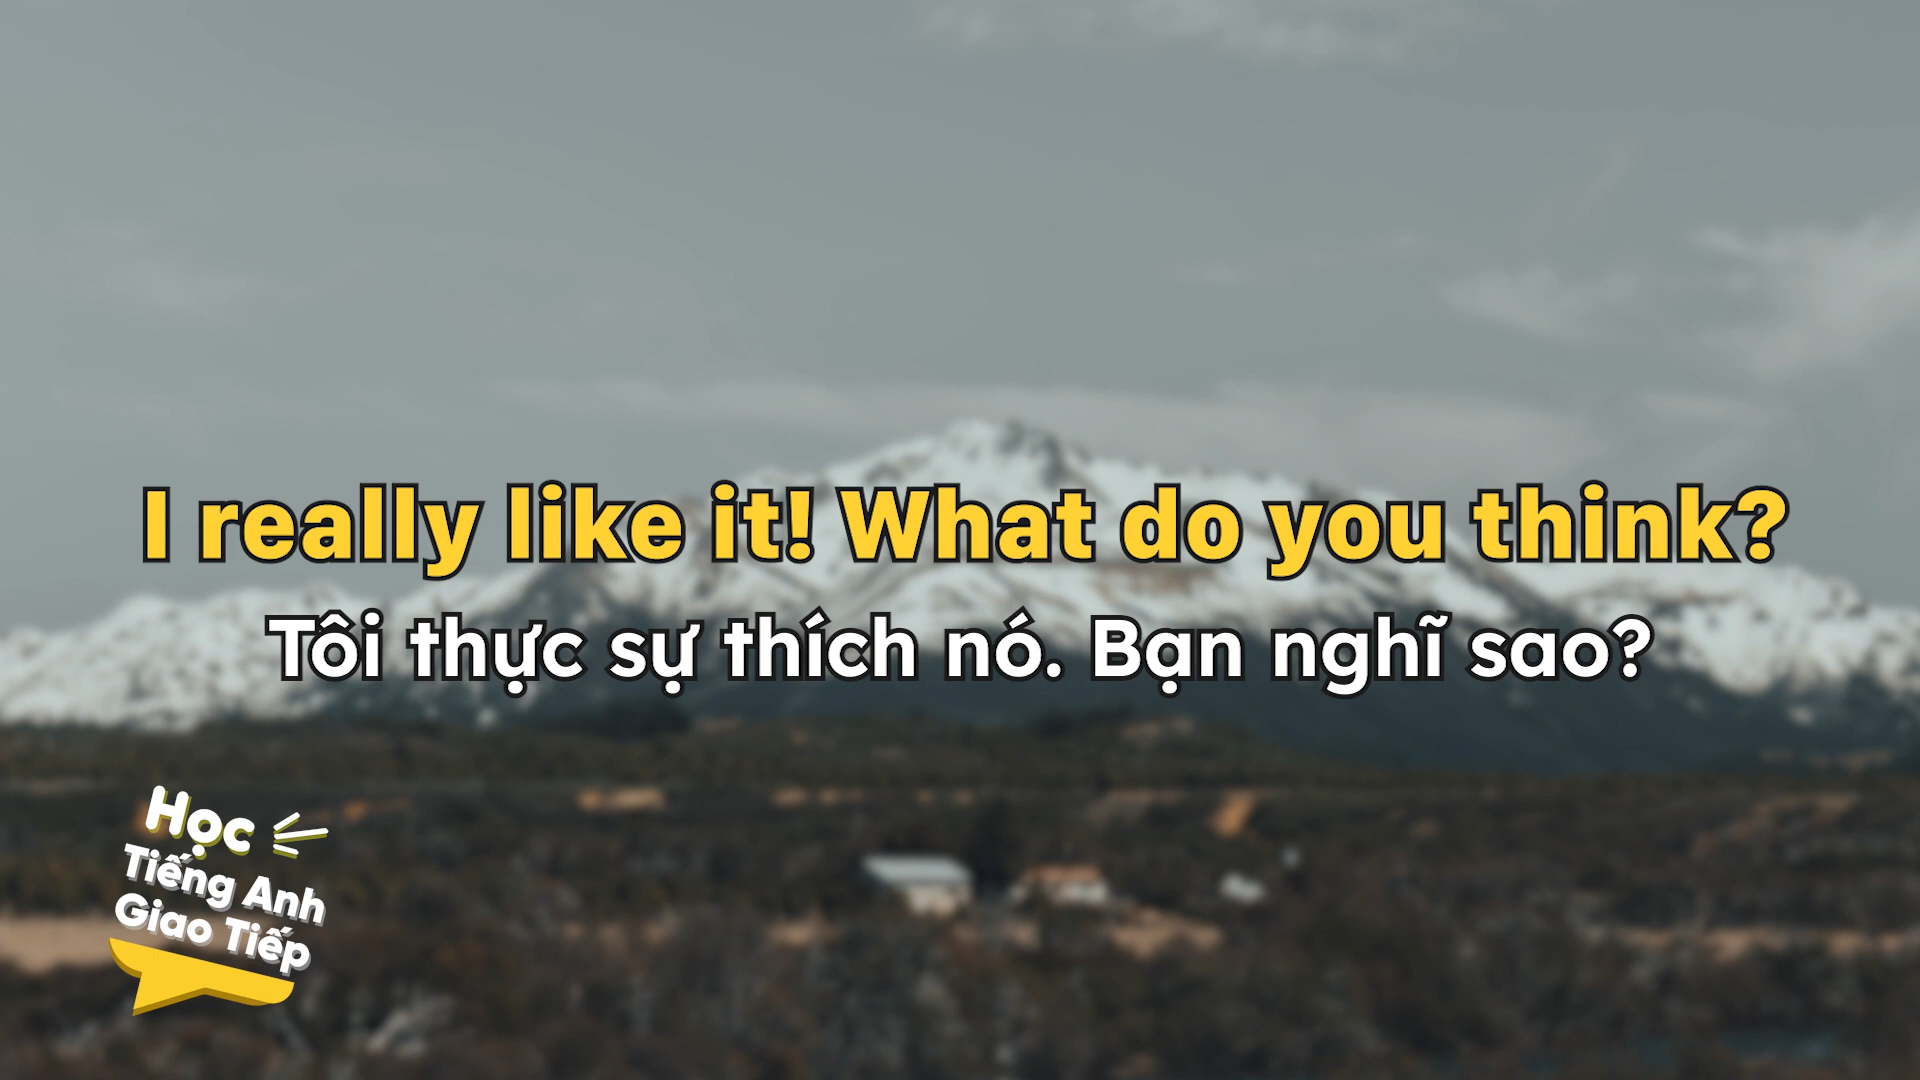 I really like it! What do you think?
Tôi thực sự thích nó. Bạn nghĩ sao?
Học
Tiếng Anh
Giao Tiếp